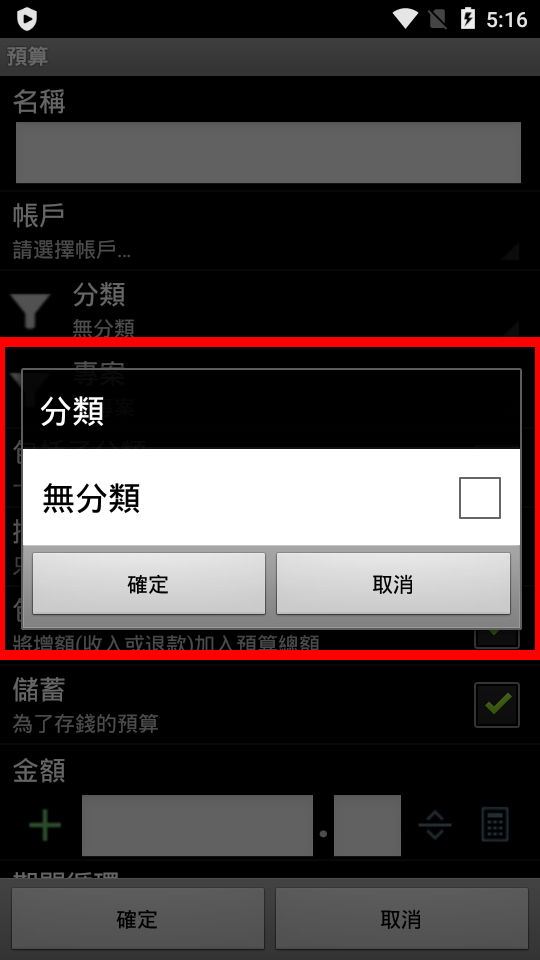 5:16
預算
名稱
帳戶
請選擇帳戶...
分類
無分類
專案
分類
無分類
確定
取消
將增額(收入或退款)加入預算總額
儲蓄
為了存錢的預算
金額
.
確定
取消